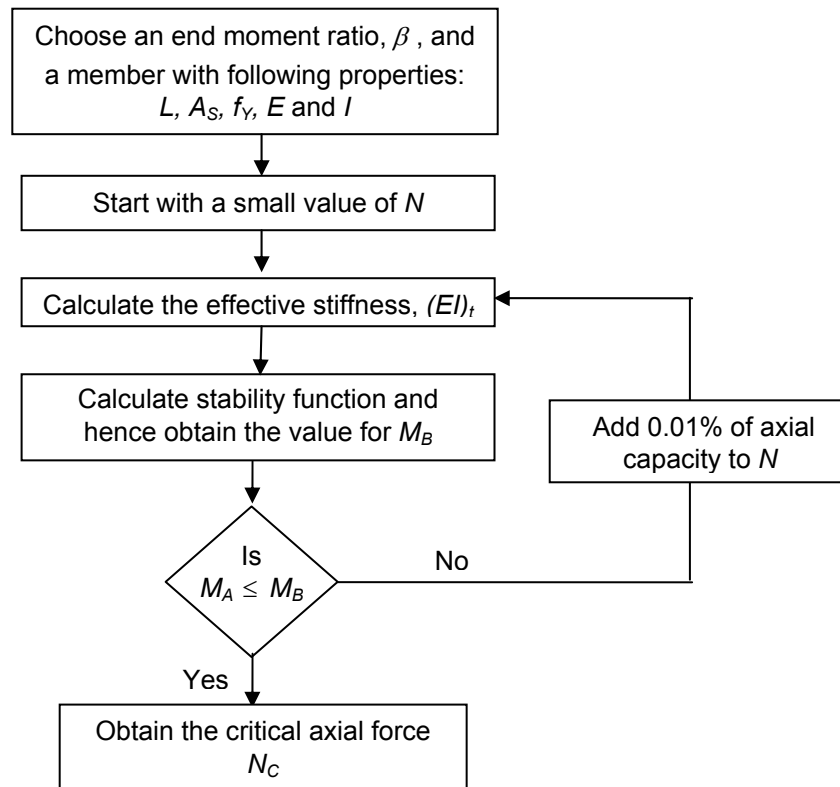 Choose an end moment ratio, β , and
a member with following properties:
L, A_S, f_Y, E and I
Start with a small value of N
Calculate the effective stiffness, (EI)_t
Calculate stability function and
hence obtain the value for M_B
Add 0.01% of axial
capacity to N
Is
M_A ≤ M_B
No
Yes
Obtain the critical axial force
N_C